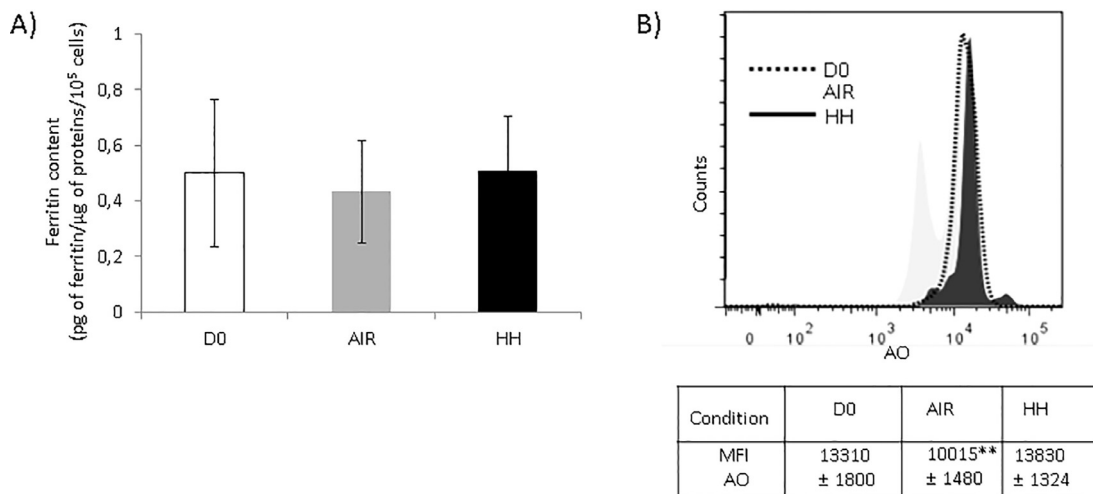 A)
Ferritin content
(pg of ferritin/µg of proteins/10⁵ cells)
1
0,8
0,6
0,4
0,2
0
D0 AIR HH
B)
D0
AIR
HH
Counts
0 10² 10³ 10⁴ 10⁵
AO
Condition D0 AIR HH
MFI 13310 10015** 13830
AO ± 1800 ± 1480 ± 1324